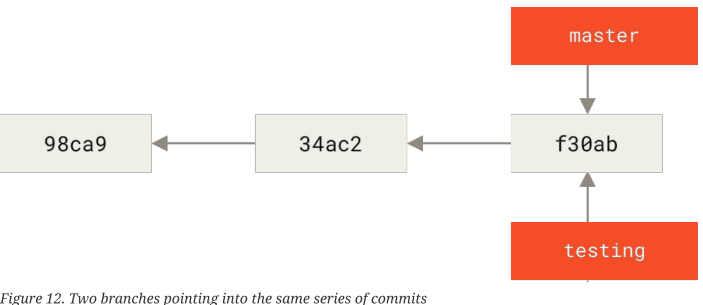 master
98ca9
34ac2
f30ab
testing
Figure 12. Two branches pointing into the same series of commits